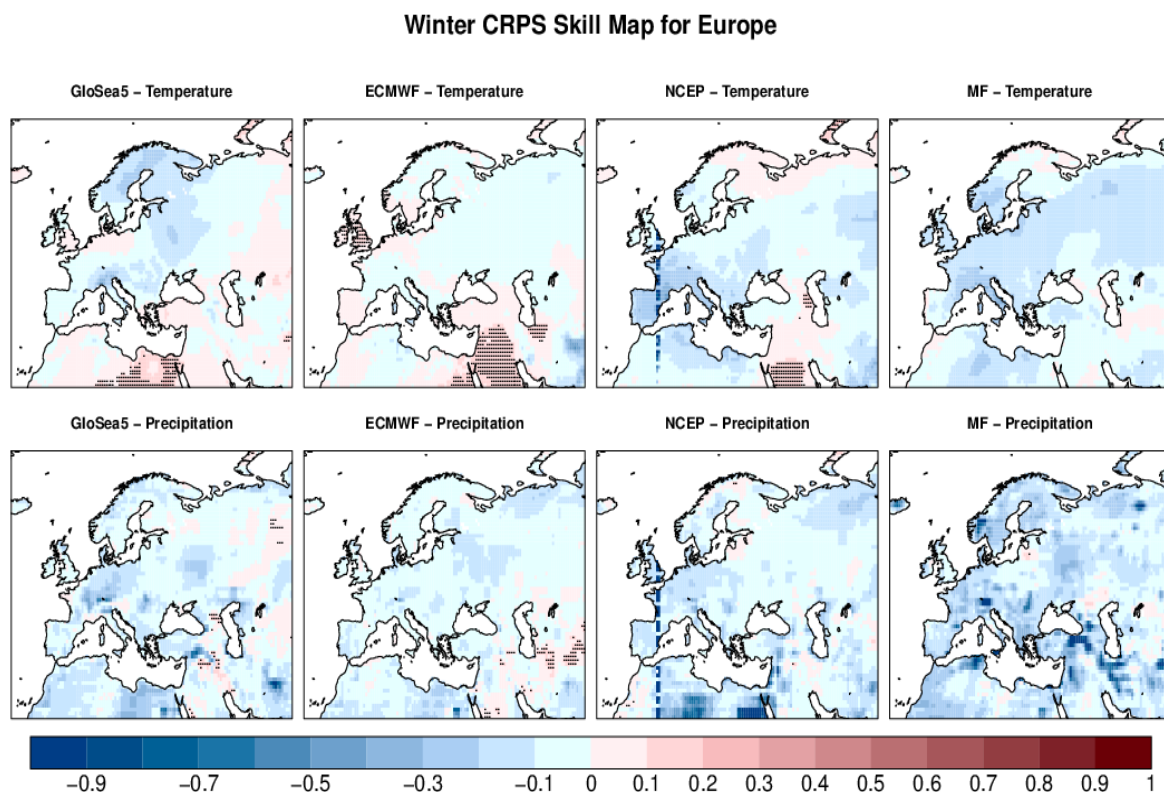 Winter CRPS Skill Map for Europe
GloSea5 – Temperature
ECMWF – Temperature
NCEP – Temperature
MF – Temperature
GloSea5 – Precipitation
ECMWF – Precipitation
NCEP – Precipitation
MF – Precipitation
−0.9 −0.7 −0.5 −0.3 −0.1 0 0.1 0.2 0.3 0.4 0.5 0.6 0.7 0.8 0.9 1